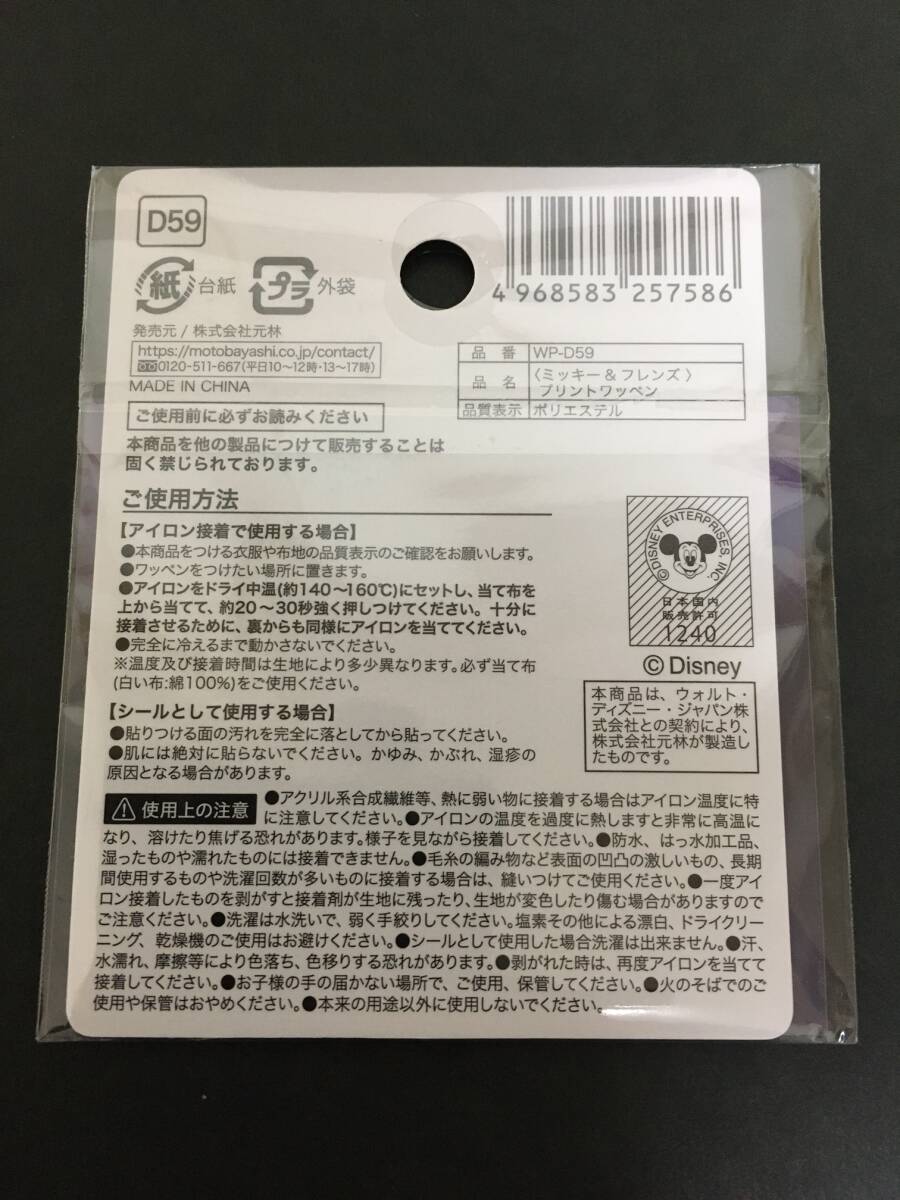 D59
紙 台紙 プラ 外袋
4 968583 257586
発売元 / 株式会社元林
https://motobayashi.co.jp/contact/
0120-511-667(平日10〜12時・13〜17時)
MADE IN CHINA
品 番 WP-D59
品 名 〈ミッキー&フレンズ〉
プリントワッペン
品質表示 ポリエステル
ご使用前に必ずお読みください
本商品を他の製品につけて販売することは
固く禁じられております。
ご使用方法
【アイロン接着で使用する場合】
●本商品をつける衣服や布地の品質表示のご確認をお願いします。
●ワッペンをつけたい場所に置きます。
●アイロンをドライ中温(約140〜160℃)にセットし、当て布を
上から当てて、約20〜30秒強く押しつけてください。十分に
接着させるために、裏からも同様にアイロンを当ててください。
●完全に冷えるまで動かさないでください。
※温度及び接着時間は生地により多少異なります。必ず当て布
(白い布:綿100%)をご使用ください。
【シールとして使用する場合】
●貼りつける面の汚れを完全に落としてから貼ってください。
●肌には絶対に貼らないでください。かゆみ、かぶれ、湿疹の
原因となる場合があります。
©DISNEY ENTERPRISES, INC.
日本国内
販売許可
1240
©Disney
本商品は、ウォルト・
ディズニー・ジャパン株
式会社との契約により、
株式会社元林が製造し
たものです。
使用上の注意 ●アクリル系合成繊維等、熱に弱い物に接着する場合はアイロン温度に特
に注意してください。●アイロンの温度を過度に熱しますと非常に高温に
なり、溶けたり焦げる恐れがあります。様子を見ながら接着してください。●防水、はっ水加工品、
湿ったものや濡れたものには接着できません。●毛糸の編み物など表面の凹凸の激しいもの、長期
間使用するものや洗濯回数が多いものに接着する場合は、縫いつけてご使用ください。●一度アイ
ロン接着したものを剥がすと接着剤が生地に残ったり、生地が変色したり傷む場合がありますので
ご注意ください。●洗濯は水洗いで、弱く手絞りしてください。塩素その他による漂白、ドライクリー
ニング、乾燥機のご使用はお避けください。●シールとして使用した場合洗濯は出来ません。●汗、
水濡れ、摩擦等により色落ち、色移りする恐れがあります。●剥がれた時は、再度アイロンを当てて
接着してください。●お子様の手の届かない場所で、ご使用、保管してください。●火のそばでのご
使用や保管はおやめください。●本来の用途以外に使用しないでください。